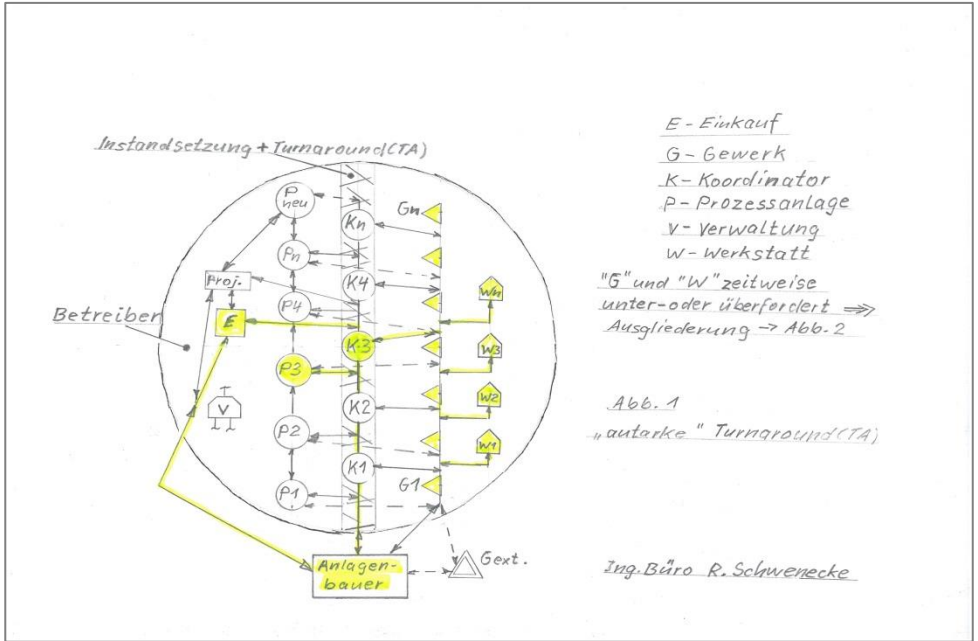 Instandsetzung + Turnaround (TA)
Betreiber
P neu
Pn
P4
P3
P2
P1
Proj.
E
V
Kn
K4
K3
K2
K1
Gn
G1
Wn
W3
W2
W1
Anlagen-
bauer
Gext.
E - Einkauf
G - Gewerk
K - Koordinator
P - Prozessanlage
V - Verwaltung
W - Werkstatt
"G" und "W" zeitweise
unter- oder überfordert ⇒
Ausgliederung → Abb. 2
Abb. 1
„autarke" Turnaround (TA)
Ing. Büro R. Schwenecke